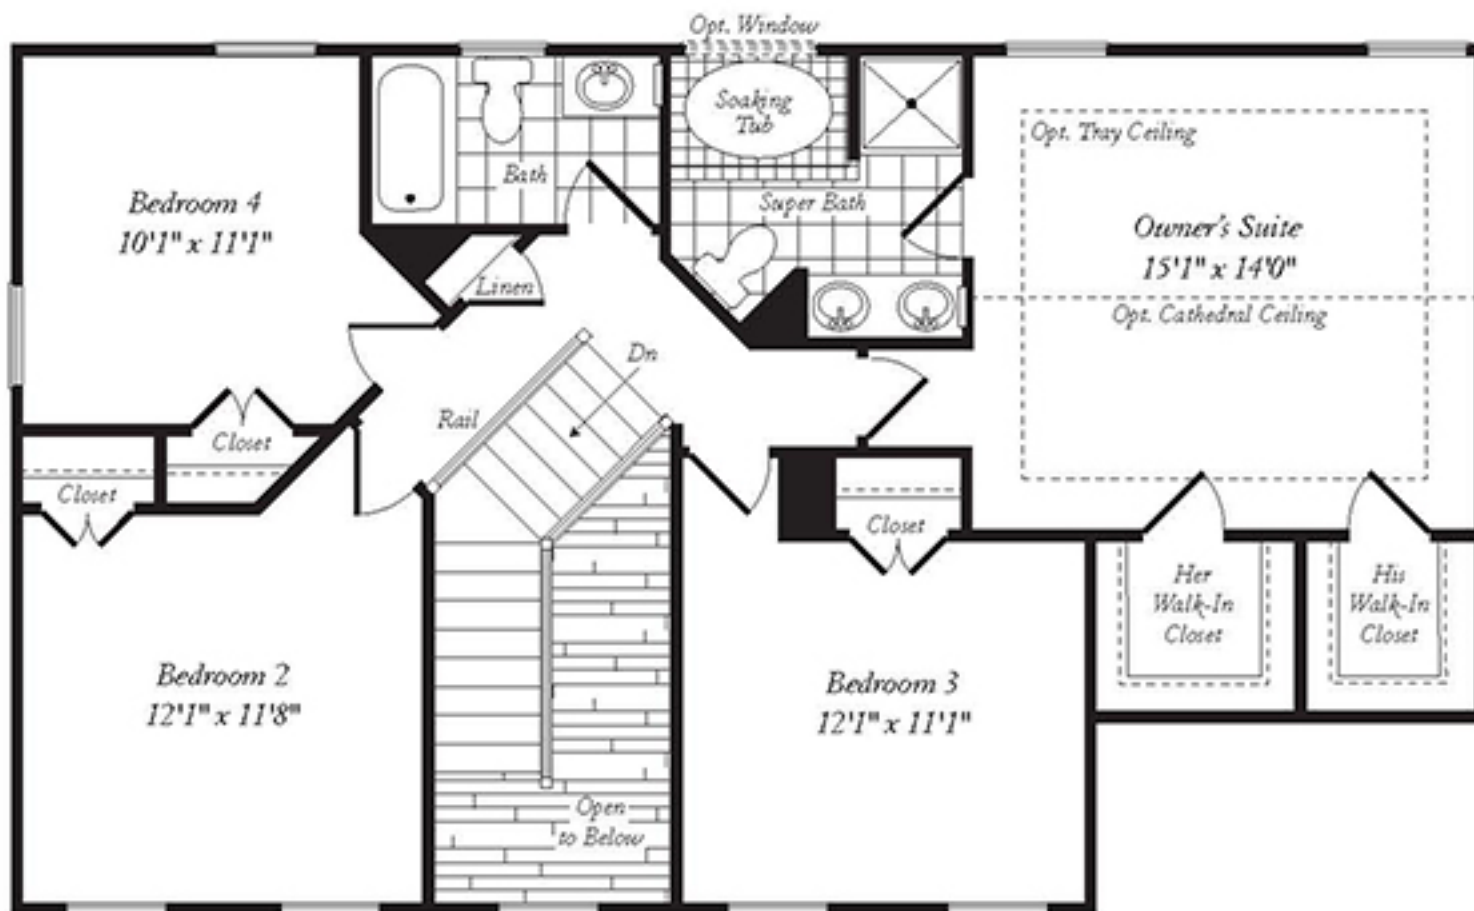 Opt. Window
Soaking
Tub
Bath
Super Bath
Linen
Bedroom 4
10'1" x 11'1"
Opt. Tray Ceiling
Owner's Suite
15'1" x 14'0"
Opt. Cathedral Ceiling
Dn
Rail
Closet
Closet
Closet
Her
Walk-In
Closet
His
Walk-In
Closet
Bedroom 2
12'1" x 11'8"
Bedroom 3
12'1" x 11'1"
Open
to Below